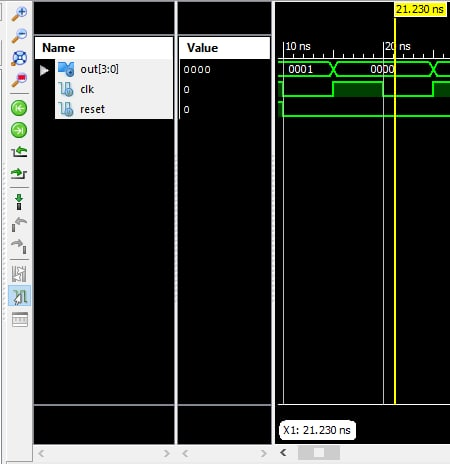 21.230 ns
Name Value
10 ns 20 ns
out[3:0] 0000 0001 0000
clk 0
reset 0
X1: 21.230 ns